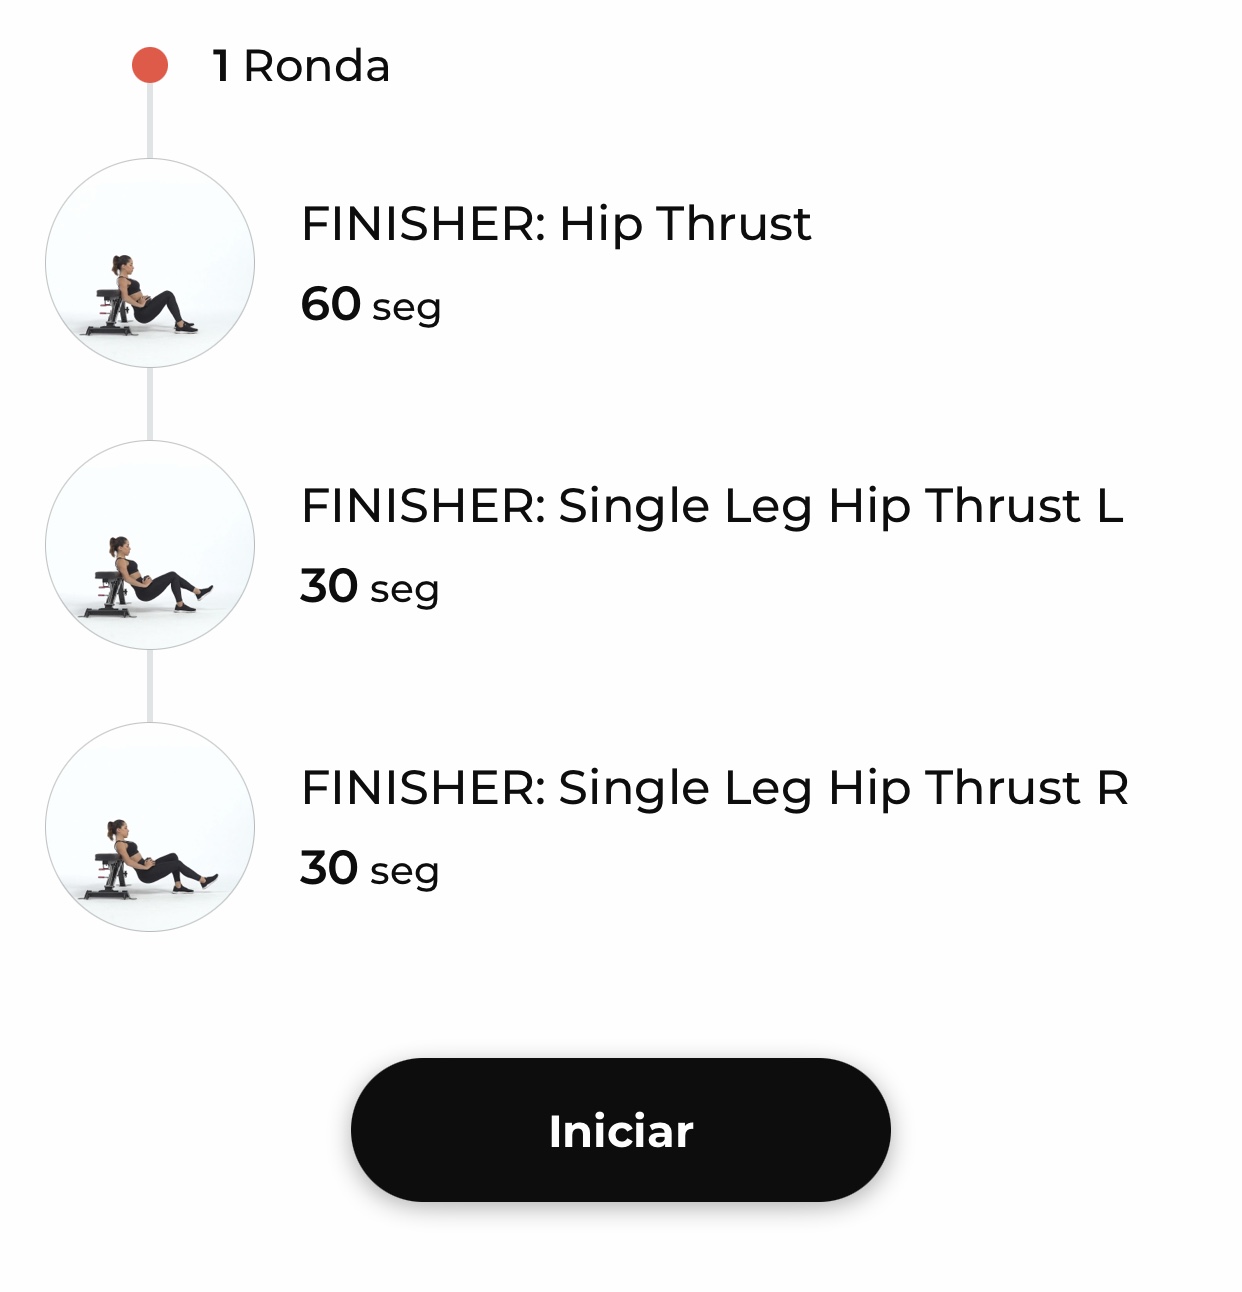 1 Ronda
FINISHER: Hip Thrust
60 seg
FINISHER: Single Leg Hip Thrust L
30 seg
FINISHER: Single Leg Hip Thrust R
30 seg
Iniciar